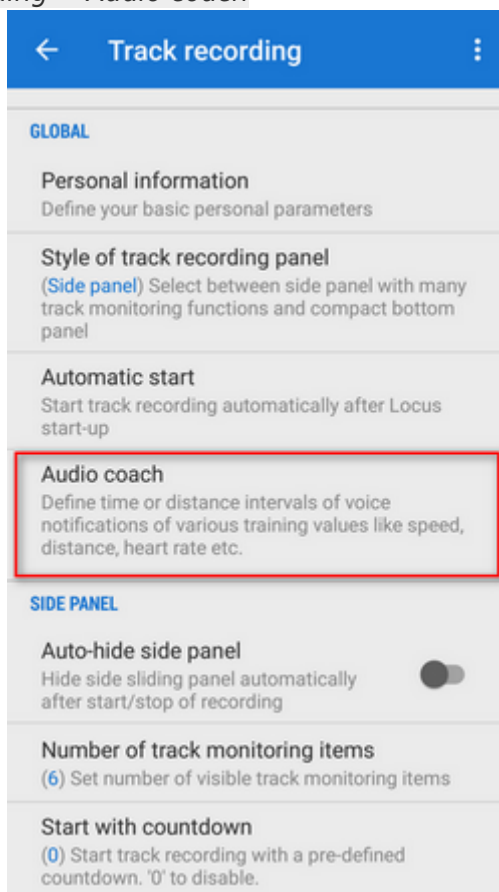 Audio coach
Track recording
GLOBAL
Personal information
Define your basic personal parameters
Style of track recording panel
(Side panel) Select between side panel with many
track monitoring functions and compact bottom
panel
Automatic start
Start track recording automatically after Locus
start-up
Audio coach
Define time or distance intervals of voice
notifications of various training values like speed,
distance, heart rate etc.
SIDE PANEL
Auto-hide side panel
Hide side sliding panel automatically
after start/stop of recording
Number of track monitoring items
(6) Set number of visible track monitoring items
Start with countdown
(0) Start track recording with a pre-defined
countdown. '0' to disable.